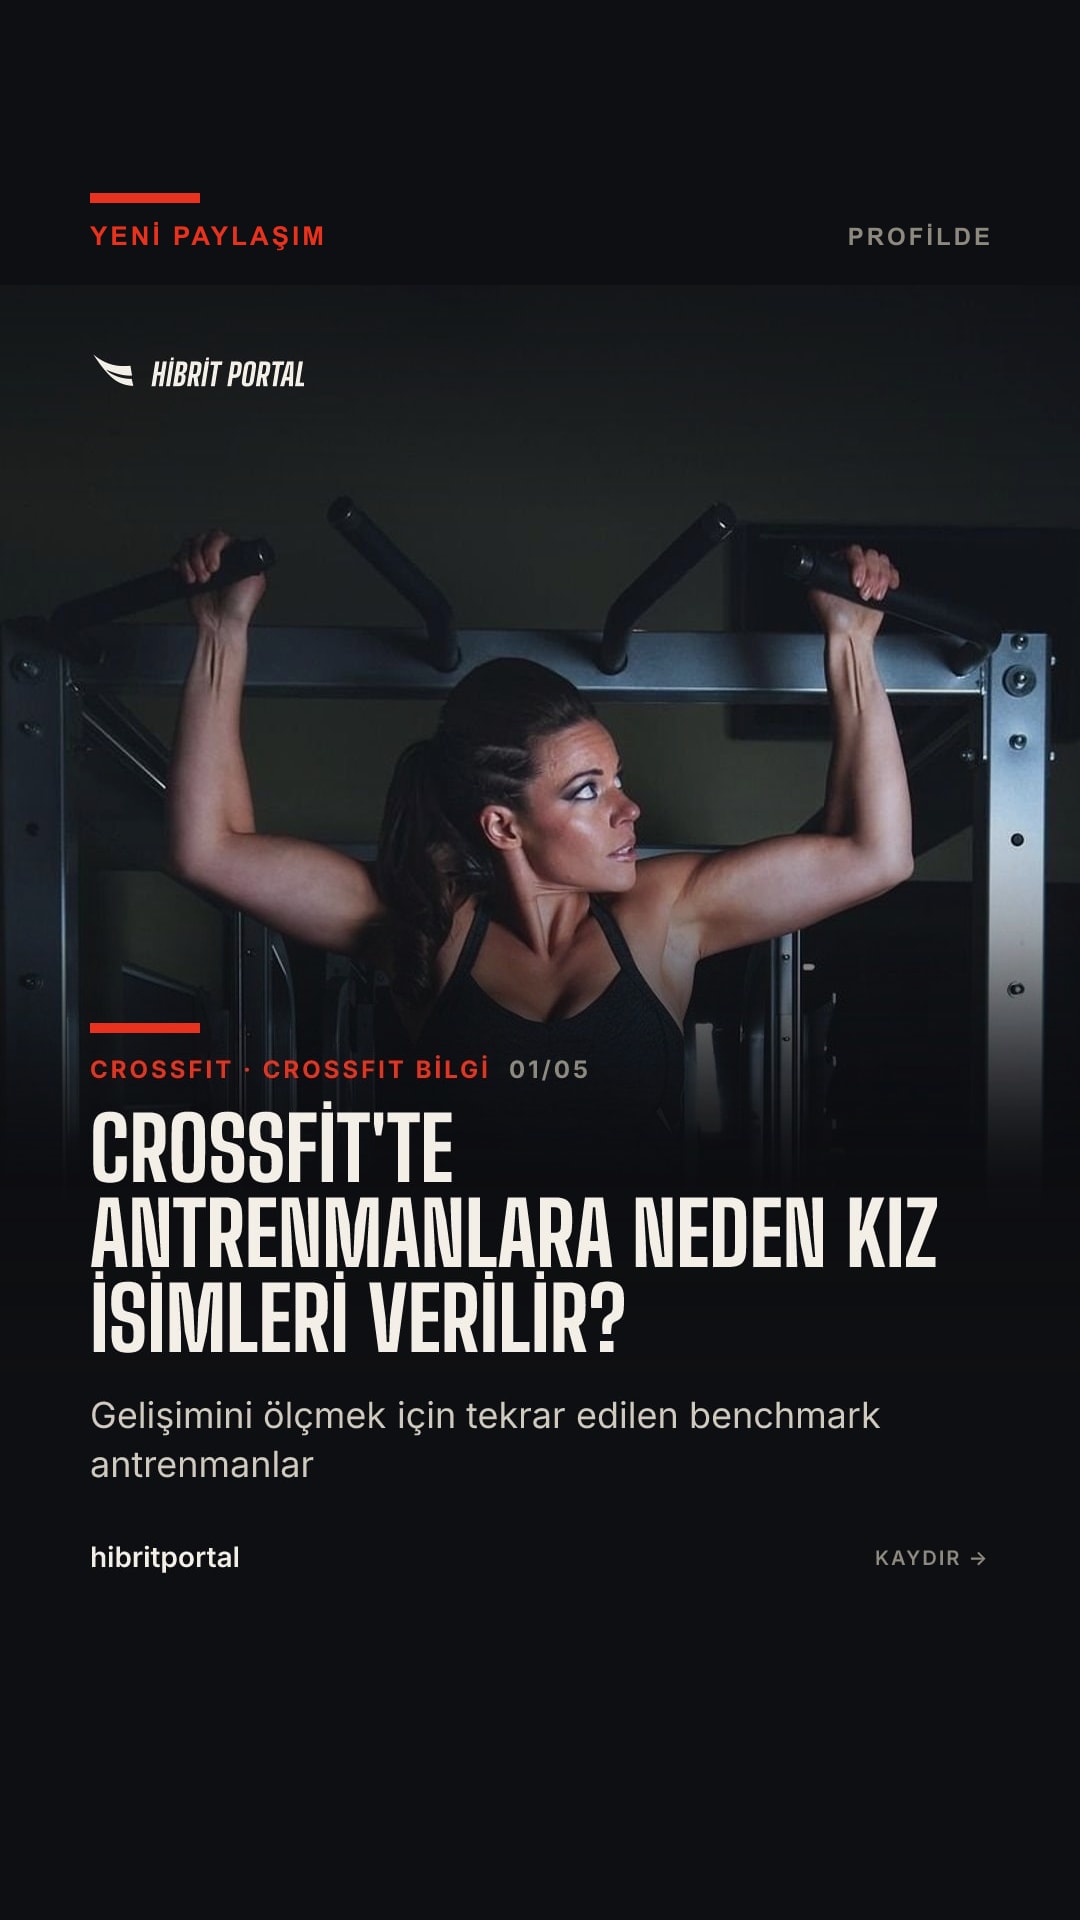 YENİ PAYLAŞIM
PROFİLDE
HİBRİT PORTAL
CROSSFIT · CROSSFIT BİLGİ 01/05
CROSSFİT'TE
ANTRENMANLARA NEDEN KIZ
İSİMLERİ VERİLİR?
Gelişimini ölçmek için tekrar edilen benchmark
antrenmanlar
hibritportal
KAYDIR →